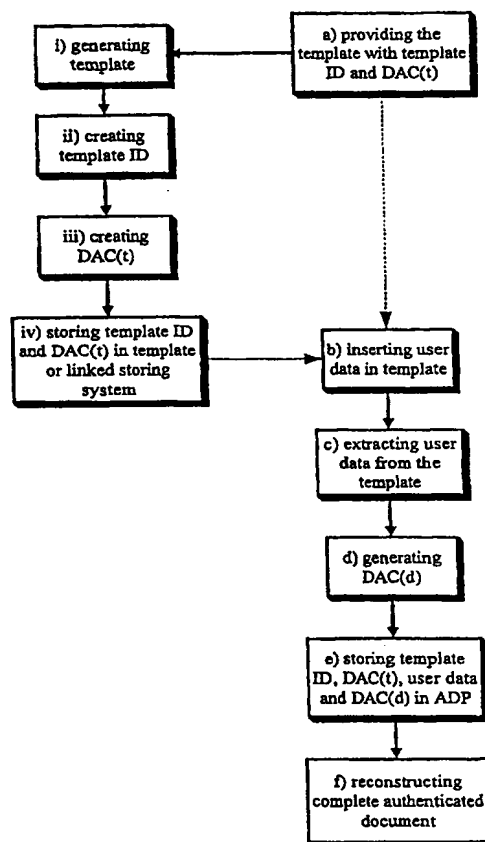 i) generating
template
a) providing the
template with template
ID and DAC(t)
ii) creating
template ID
iii) creating
DAC(t)
iv) storing template ID
and DAC(t) in template
or linked storing
system
b) inserting user
data in template
c) extracting user
data from the
template
d) generating
DAC(d)
e) storing template
ID, DAC(t), user data
and DAC(d) in ADP
f) reconstructing
complete authenticated
document